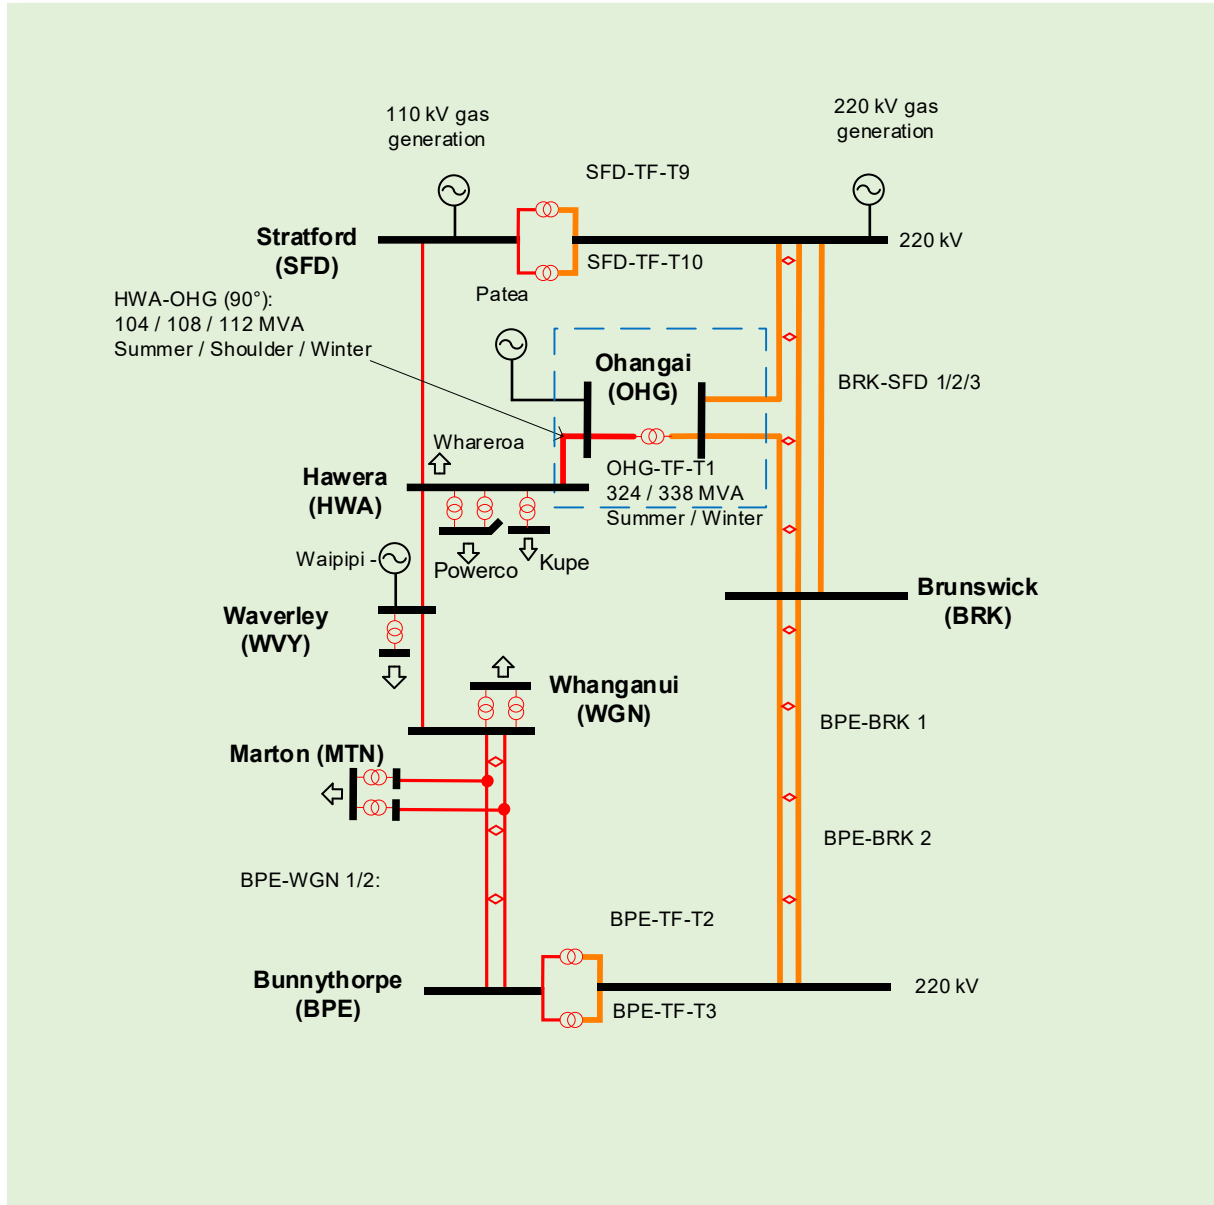 110 kV gas
generation
220 kV gas
generation
SFD-TF-T9
Stratford
(SFD)
220 kV
SFD-TF-T10
Patea
HWA-OHG (90°):
104 / 108 / 112 MVA
Summer / Shoulder / Winter
Ohangai
(OHG)
BRK-SFD 1/2/3
Whareroa
Hawera
(HWA)
OHG-TF-T1
324 / 338 MVA
Summer / Winter
Waipipi -
Powerco
Kupe
Waverley
(WVY)
Brunswick
(BRK)
Whanganui
(WGN)
BPE-BRK 1
Marton (MTN)
BPE-BRK 2
BPE-WGN 1/2:
BPE-TF-T2
Bunnythorpe
(BPE)
220 kV
BPE-TF-T3